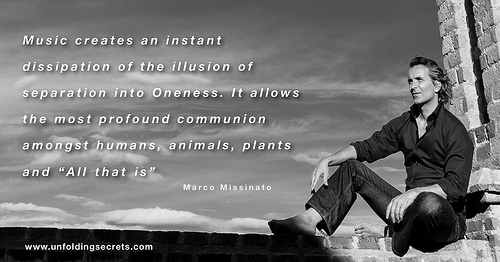 Music creates an instant
dissipation of the illusion of
separation into Oneness. It allows
the most profound communion
amongst humans, animals, plants
and “All that is”
Marco Missinato
www.unfoldingsecrets.com